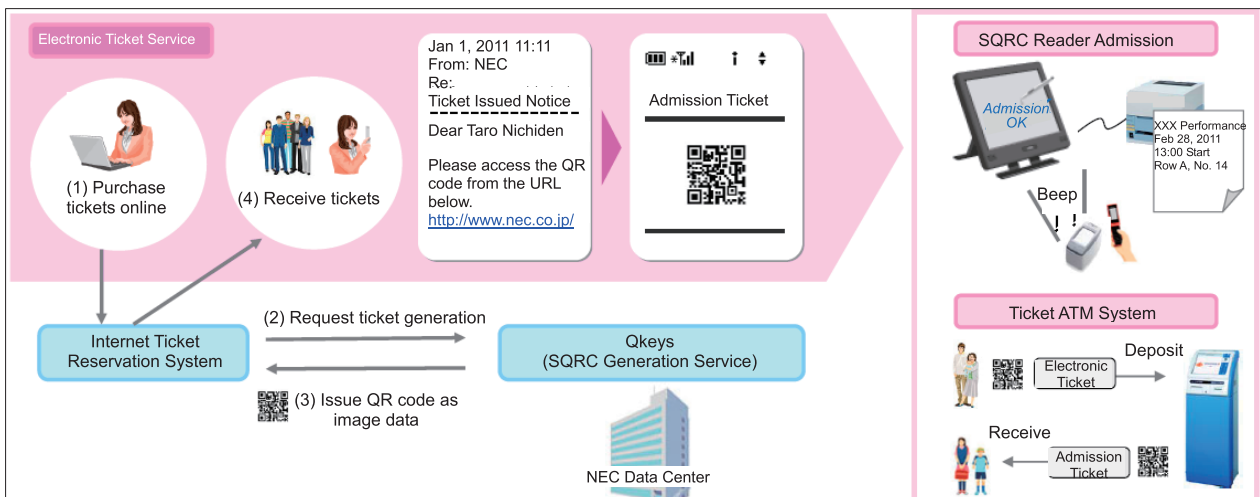 Electronic Ticket Service
(1) Purchase
tickets online
(4) Receive tickets
Jan 1, 2011 11:11
From: NEC
Re:
Ticket Issued Notice
Dear Taro Nichiden
Please access the QR
code from the URL
below.
http://www.nec.co.jp/
Admission Ticket
Internet Ticket
Reservation System
(2) Request ticket generation
(3) Issue QR code as
image data
Qkeys
(SQRC Generation Service)
NEC Data Center
SQRC Reader Admission
Admission
OK
XXX Performance
Feb 28, 2011
13:00 Start
Row A, No. 14
Beep
! !
Ticket ATM System
Deposit
Electronic
Ticket
Receive
Admission
Ticket